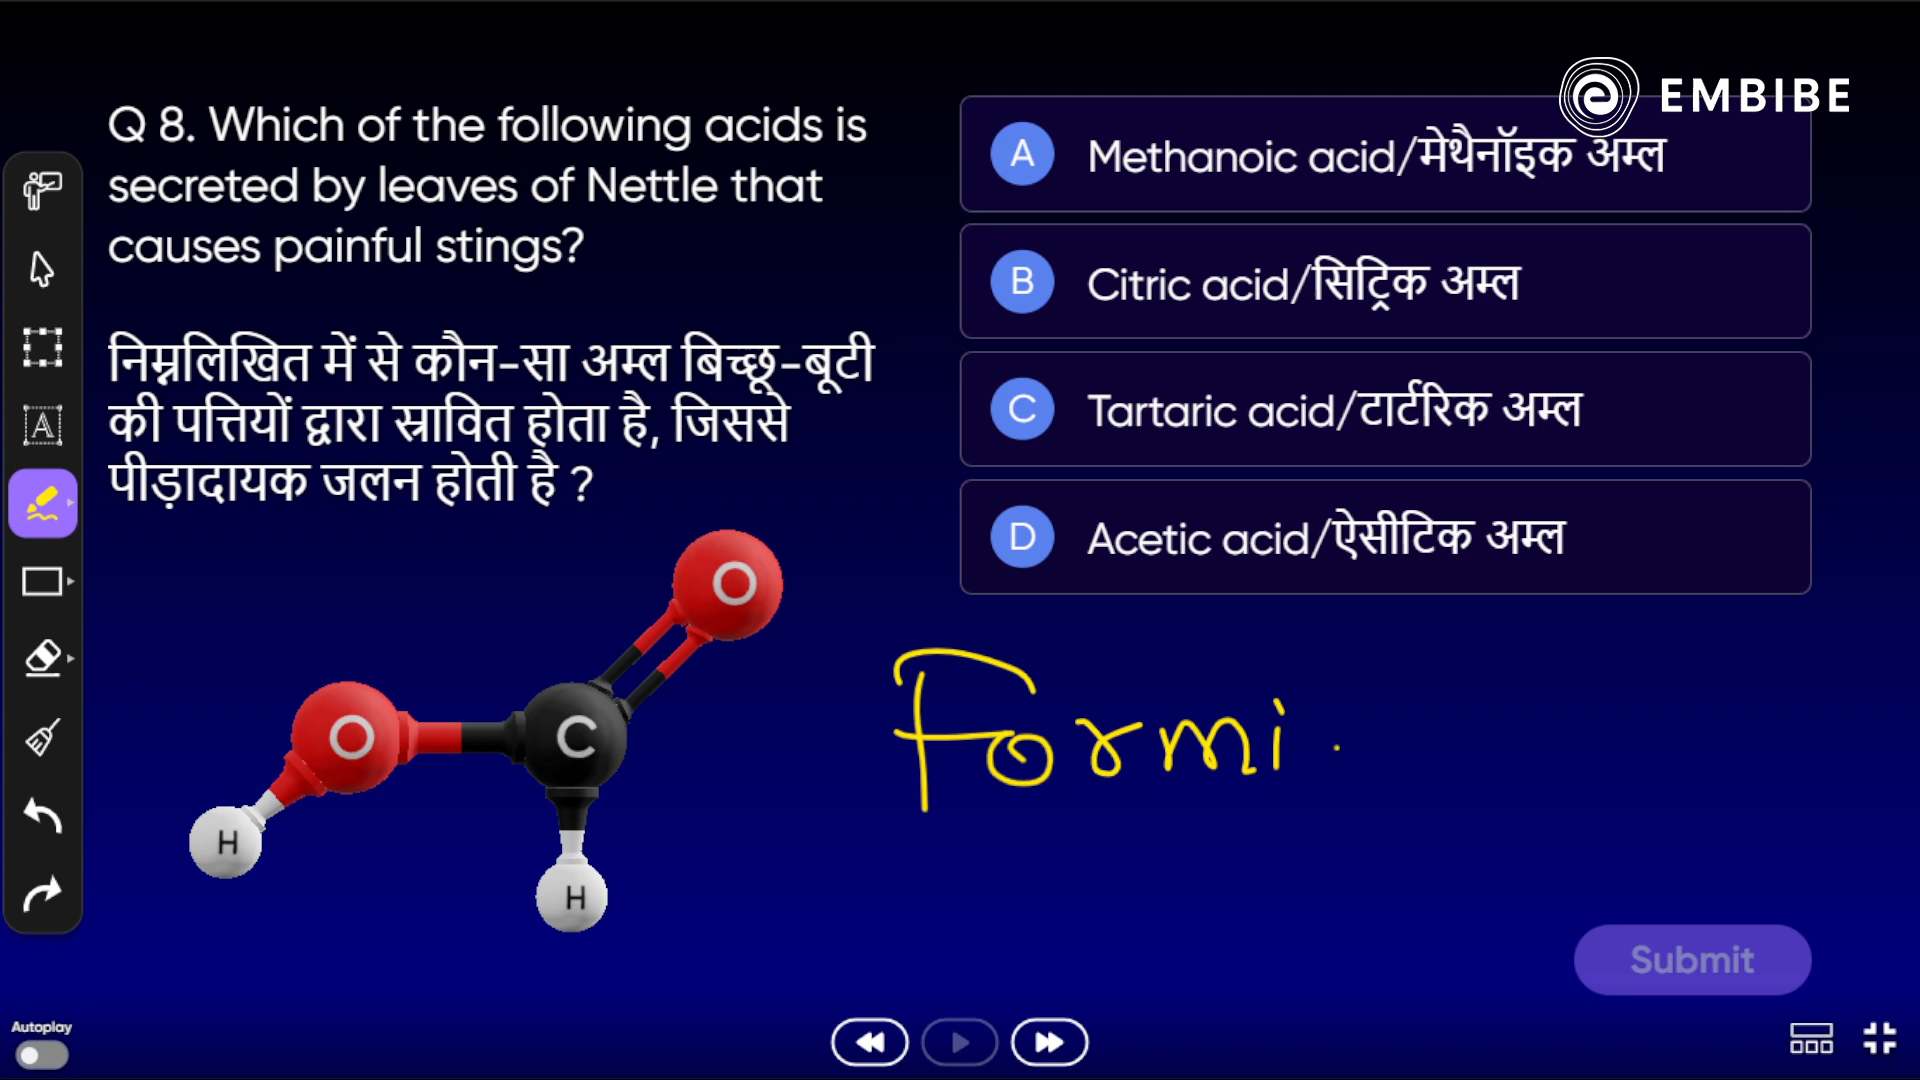 EMBIBE
Q 8. Which of the following acids is
secreted by leaves of Nettle that
causes painful stings?
निम्नलिखित में से कौन-सा अम्ल बिच्छू-बूटी
की पत्तियों द्वारा स्रावित होता है, जिससे
पीड़ादायक जलन होती है ?
A Methanoic acid/मेथैनॉइक अम्ल
B Citric acid/सिट्रिक अम्ल
C Tartaric acid/टार्टरिक अम्ल
D Acetic acid/ऐसीटिक अम्ल
A
O
O
C
H
H
Formi
Submit
Autoplay